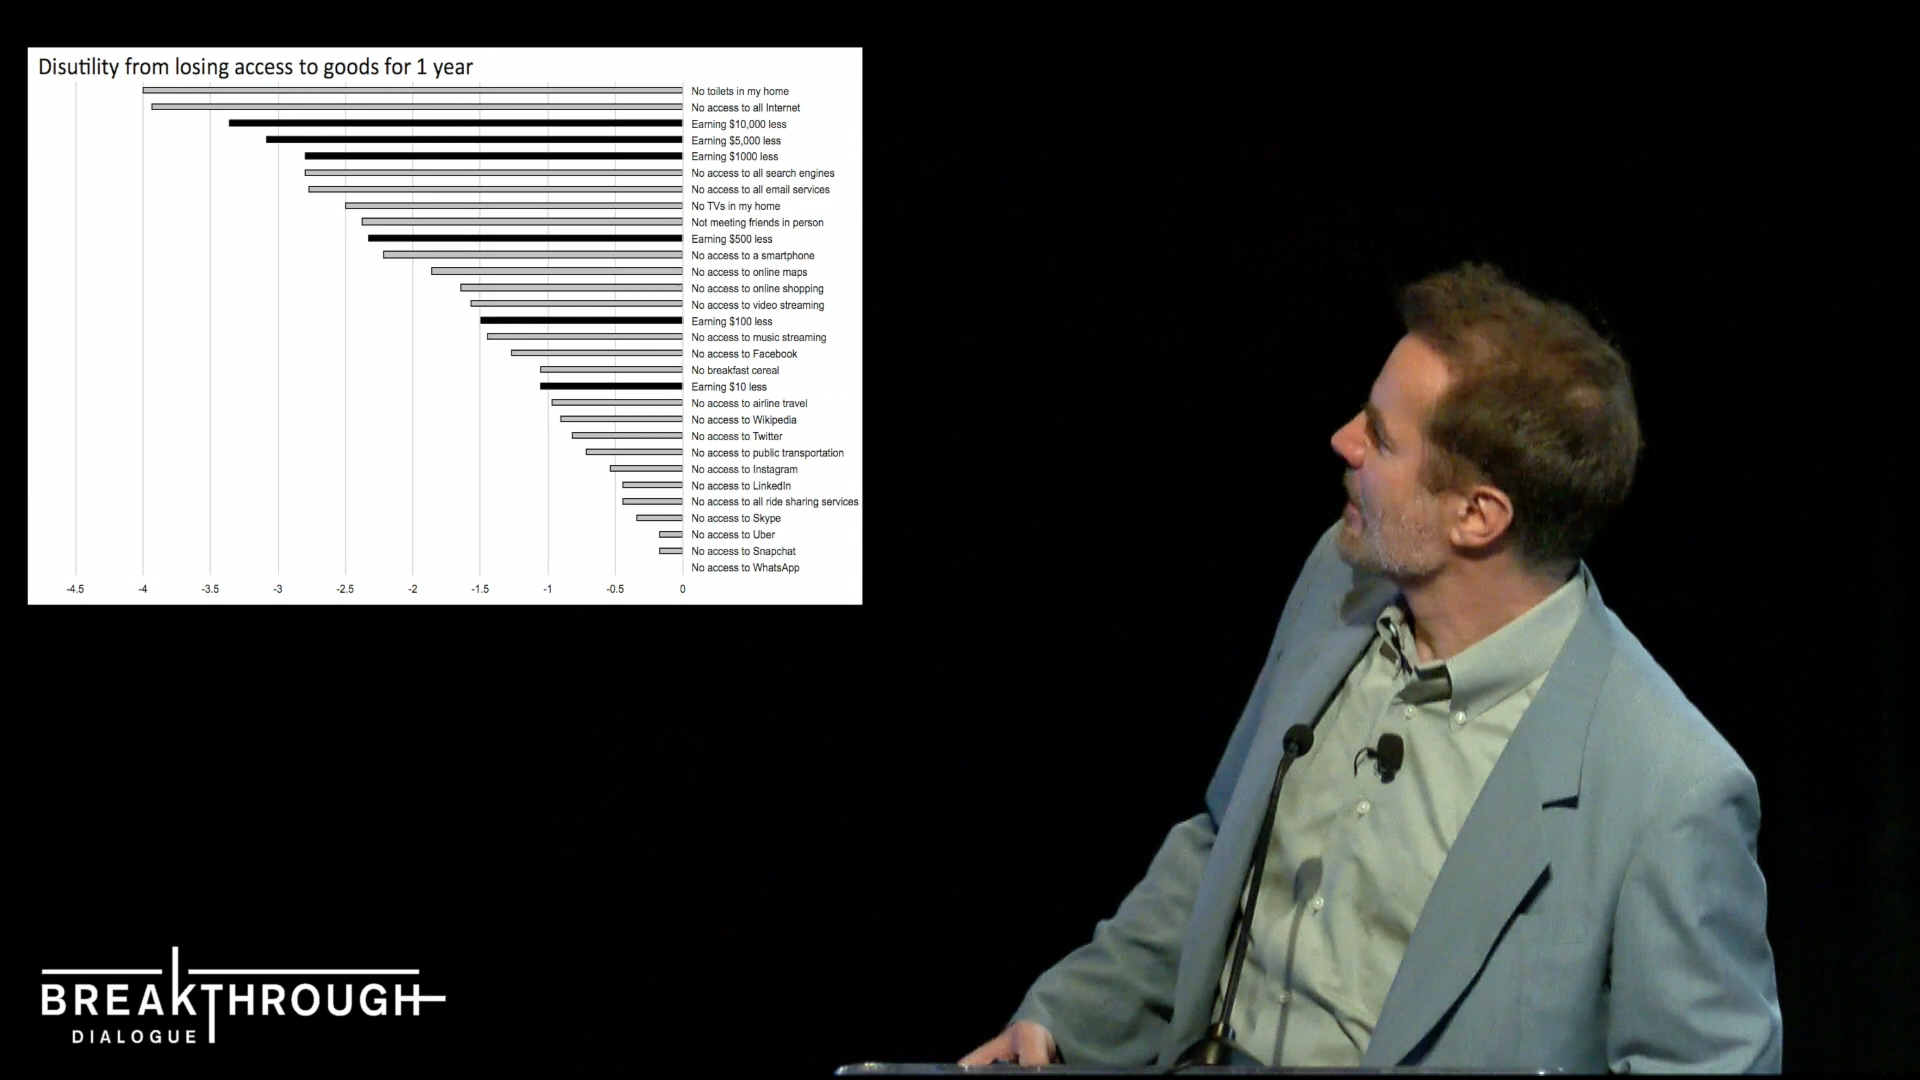 Disutility from losing access to goods for 1 year
No toilets in my home
No access to all Internet
Earning $10,000 less
Earning $5,000 less
Earning $1000 less
No access to all search engines
No access to all email services
No TVs in my home
Not meeting friends in person
Earning $500 less
No access to a smartphone
No access to online maps
No access to online shopping
No access to video streaming
Earning $100 less
No access to music streaming
No access to Facebook
No breakfast cereal
Earning $10 less
No access to airline travel
No access to Wikipedia
No access to Twitter
No access to public transportation
No access to Instagram
No access to LinkedIn
No access to all ride sharing services
No access to Skype
No access to Uber
No access to Snapchat
No access to WhatsApp
-4.5 -4 -3.5 -3 -2.5 -2 -1.5 -1 -0.5 0
BREAKTHROUGH
DIALOGUE